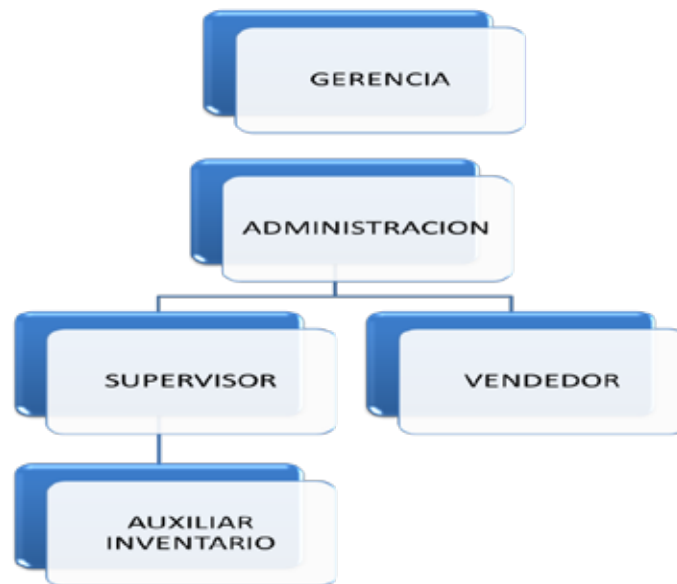 GERENCIA
ADMINISTRACION
SUPERVISOR
VENDEDOR
AUXILIAR
INVENTARIO